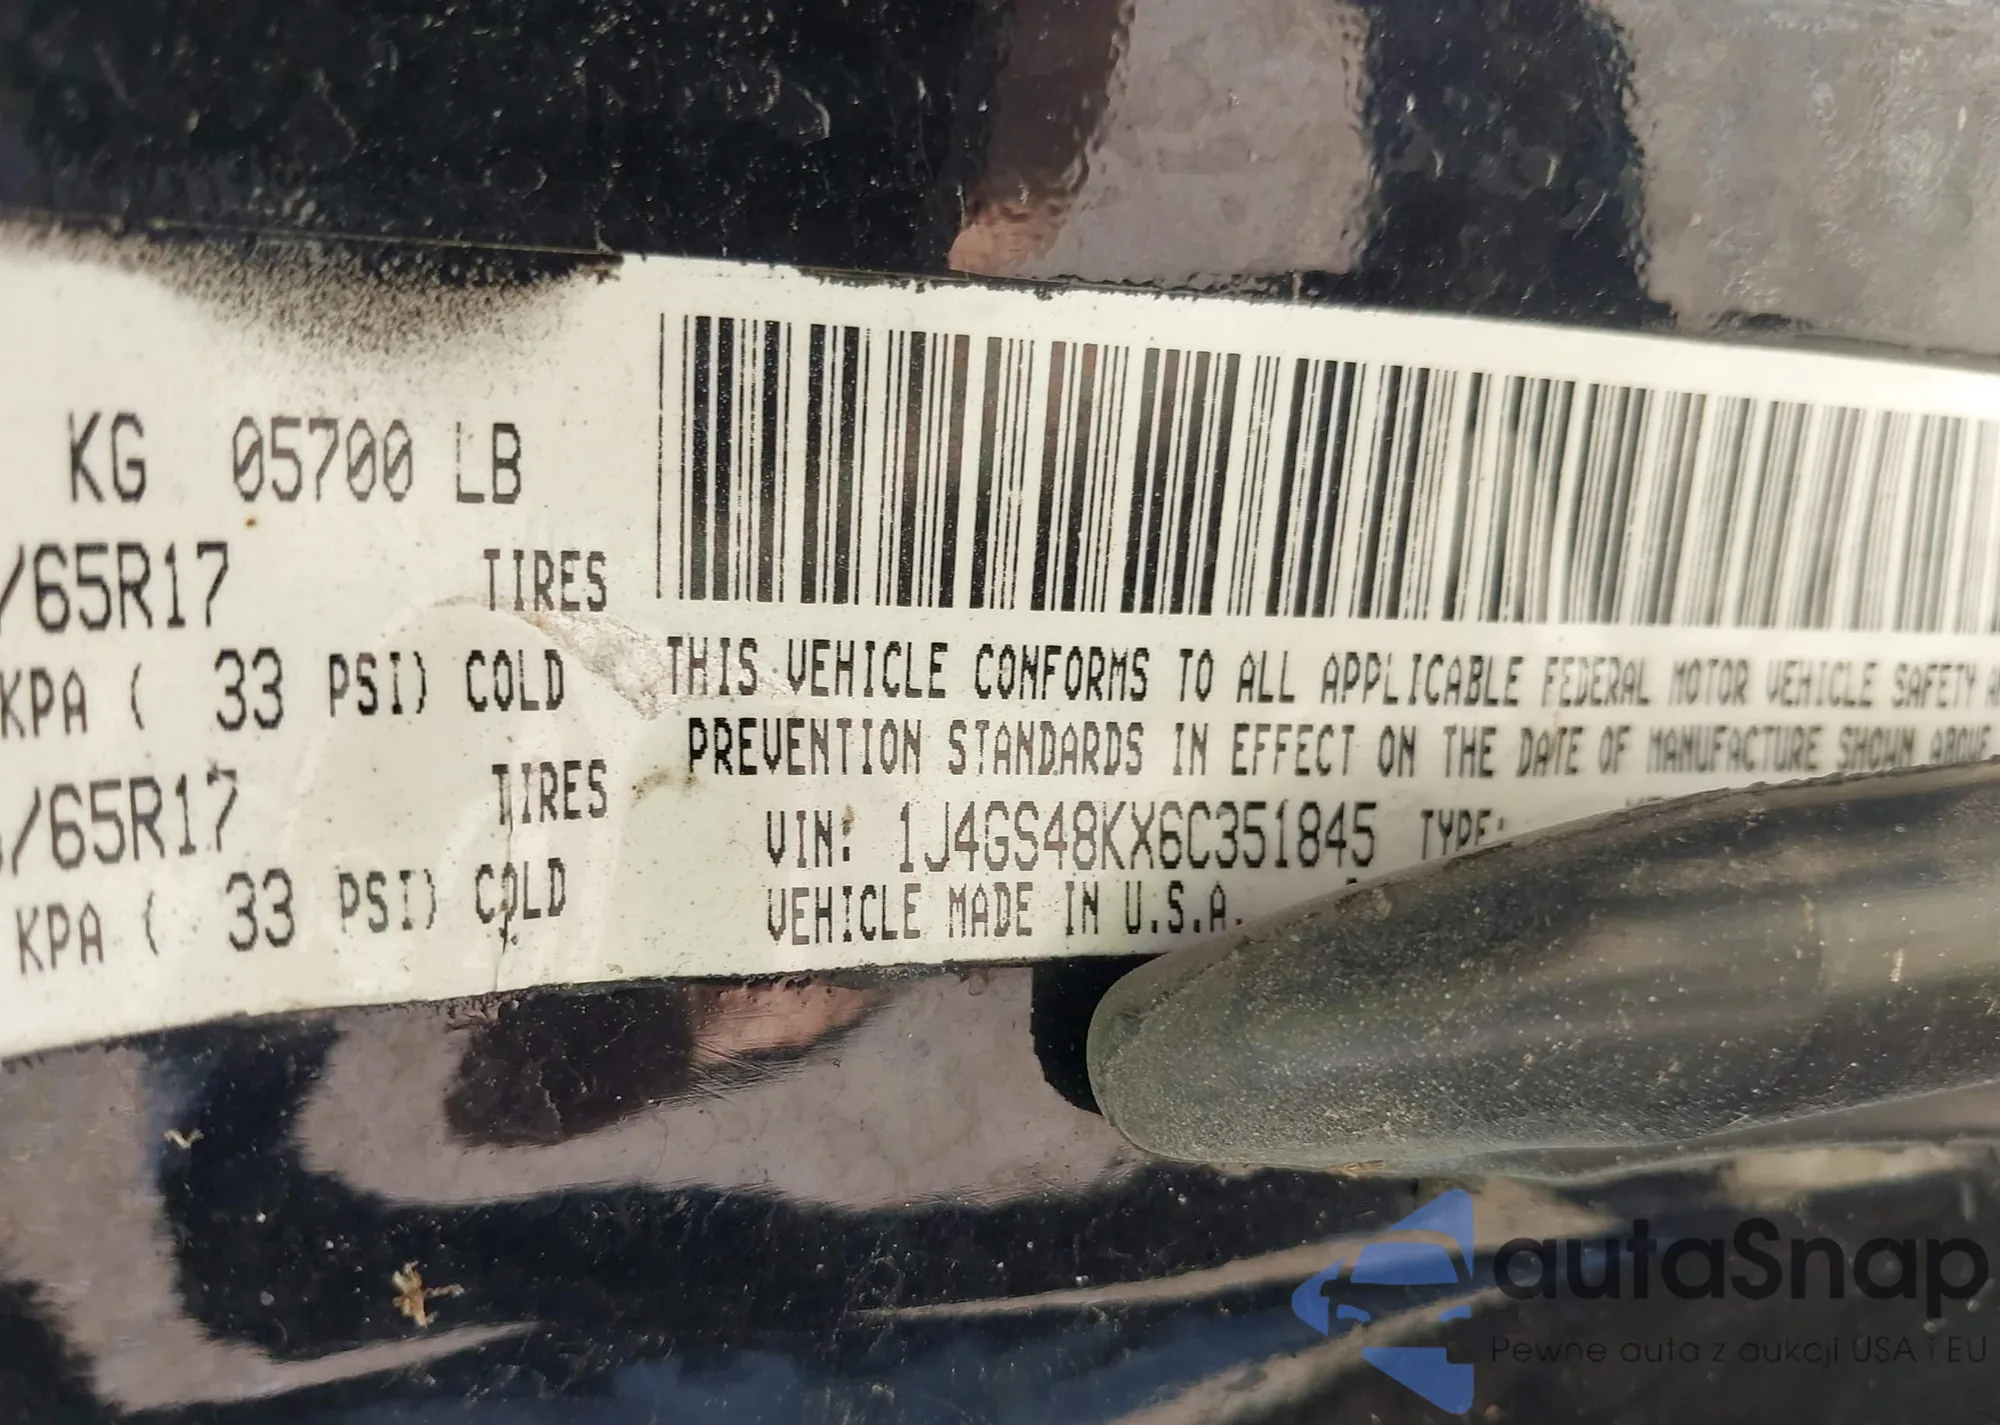 KG 05700 LB
/65R17 TIRES
KPA ( 33 PSI) COLD
/65R17 TIRES
KPA ( 33 PSI) COLD
THIS VEHICLE CONFORMS TO ALL APPLICABLE FEDERAL MOTOR VEHICLE SAFETY
PREVENTION STANDARDS IN EFFECT ON THE DATE OF MANUFACTURE SHOWN ABOVE
VIN: 1J4GS48KX6C351845 TYPE:
VEHICLE MADE IN U.S.A.
autaSnap
Pewne auta z aukcji USA i EU